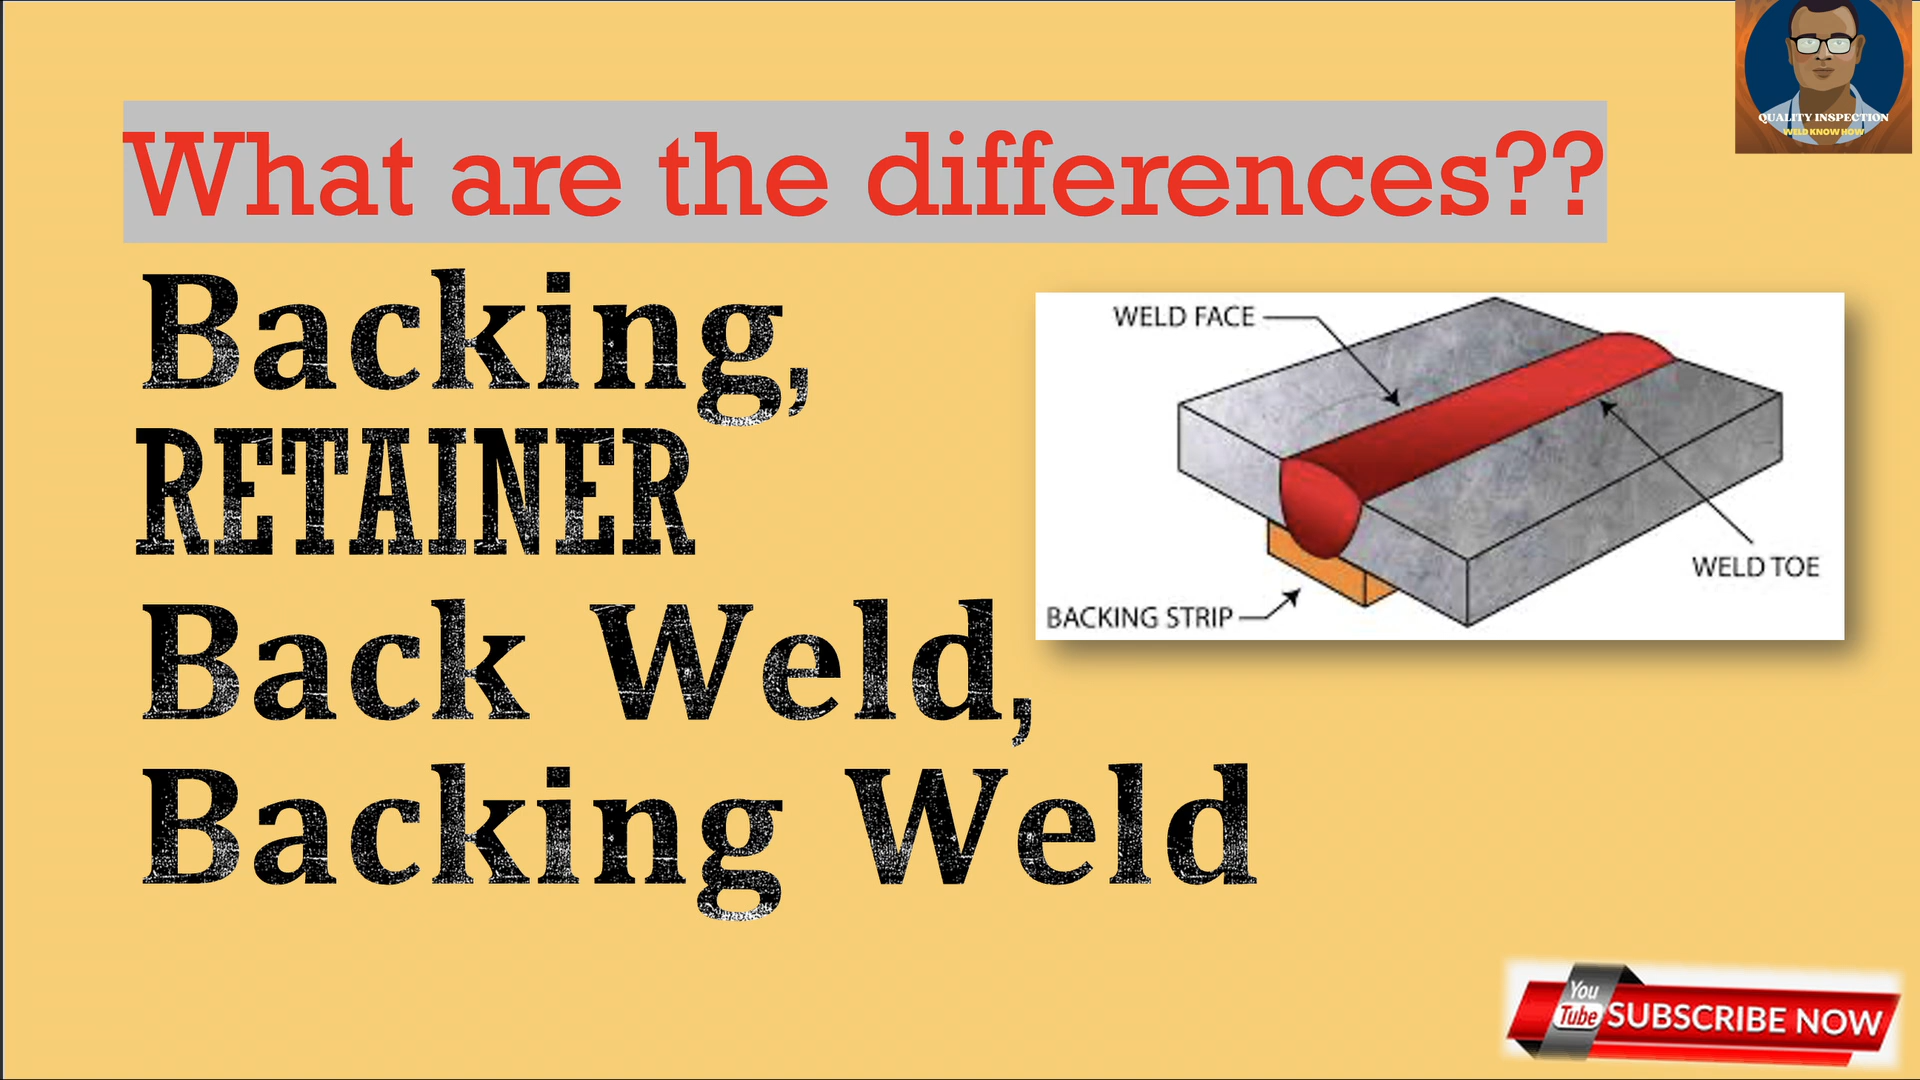 QUALITY INSPECTION
WELD KNOW HOW
What are the differences??
Backing,
RETAINER
Back Weld,
Backing Weld
WELD FACE
WELD TOE
BACKING STRIP
You
Tube
SUBSCRIBE NOW